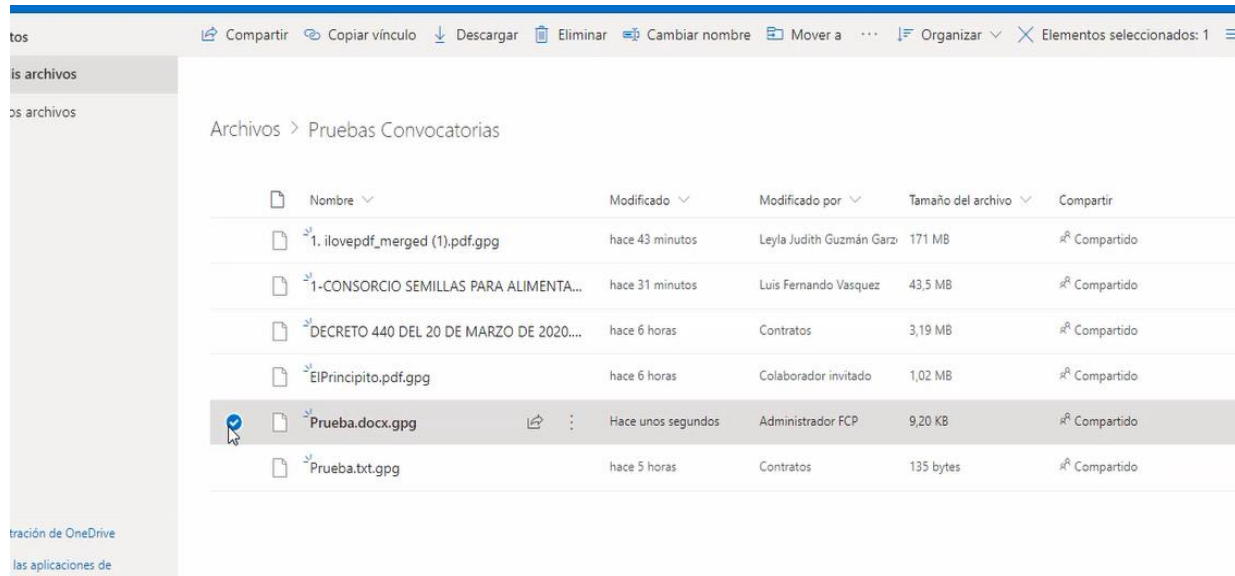 tos
Compartir Copiar vínculo Descargar Eliminar Cambiar nombre Mover a ··· Organizar Elementos seleccionados: 1
is archivos
os archivos
Archivos > Pruebas Convocatorias
Nombre Modificado Modificado por Tamaño del archivo Compartir
1. ilovepdf_merged (1).pdf.gpg hace 43 minutos Leyla Judith Guzmán Garz 171 MB Compartido
1-CONSORCIO SEMILLAS PARA ALIMENTA... hace 31 minutos Luis Fernando Vasquez 43,5 MB Compartido
DECRETO 440 DEL 20 DE MARZO DE 2020.... hace 6 horas Contratos 3,19 MB Compartido
ElPrincipito.pdf.gpg hace 6 horas Colaborador invitado 1,02 MB Compartido
Prueba.docx.gpg Hace unos segundos Administrador FCP 9,20 KB Compartido
Prueba.txt.gpg hace 5 horas Contratos 135 bytes Compartido
tración de OneDrive
las aplicaciones de